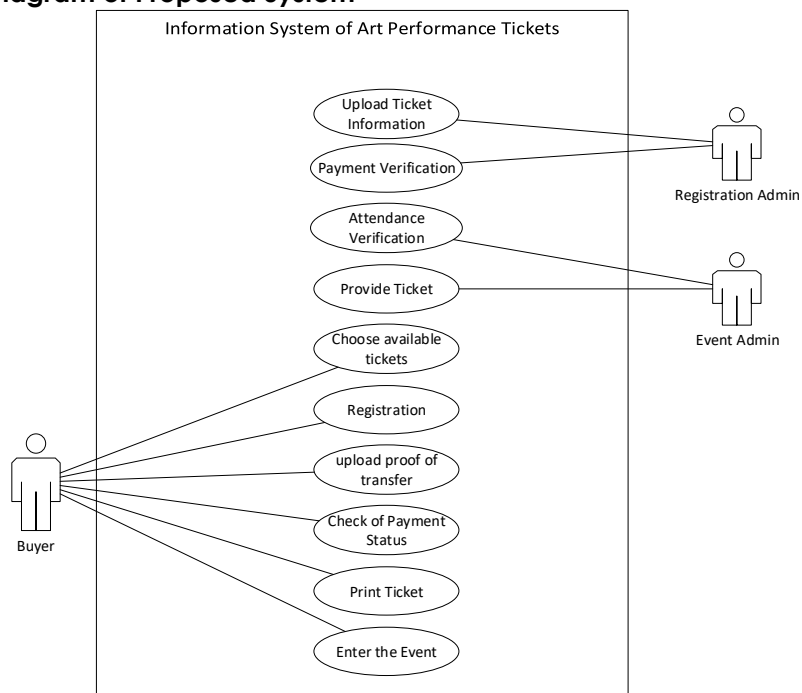 Diagram of Proposed System
Information System of Art Performance Tickets
Upload Ticket
Information
Payment Verification
Registration Admin
Attendance
Verification
Provide Ticket
Event Admin
Choose available
tickets
Registration
upload proof of
transfer
Buyer
Check of Payment
Status
Print Ticket
Enter the Event